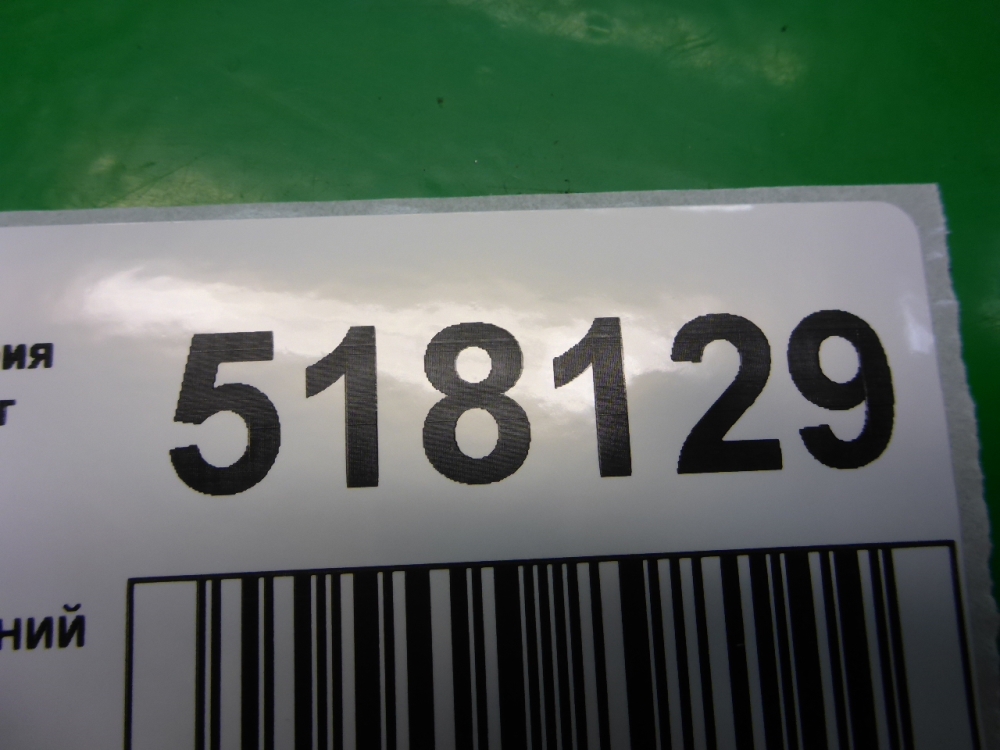 518129
ия
т
ний